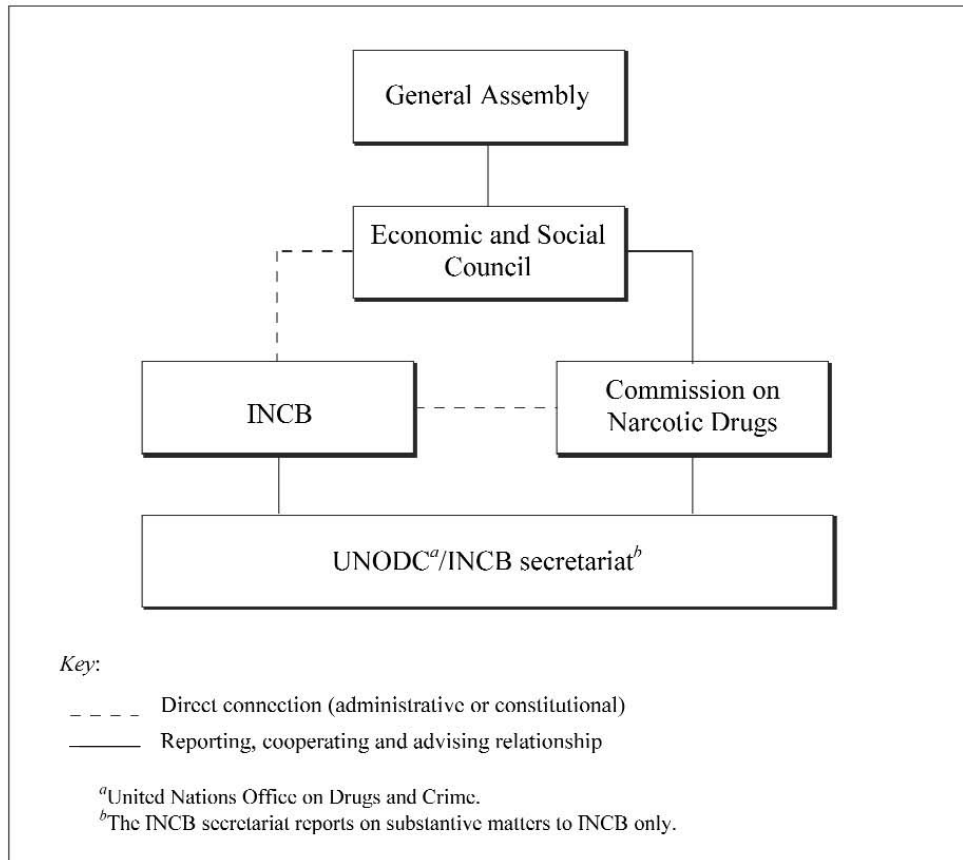 General Assembly
Economic and Social
Council
INCB
Commission on
Narcotic Drugs
UNODCᵃ/INCB secretariatᵇ
Key:
Direct connection (administrative or constitutional)
Reporting, cooperating and advising relationship
ᵃUnited Nations Office on Drugs and Crime.
ᵇThe INCB secretariat reports on substantive matters to INCB only.